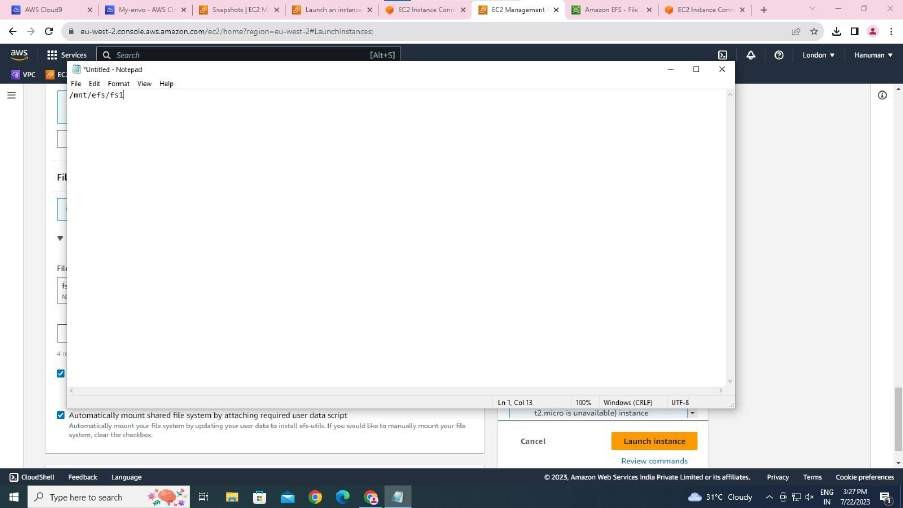 AWS Cloud9
My-envo - AWS Cl
Snapshots | EC2 M
Launch an instance
EC2 Instance Conn
EC2 Management
Amazon EFS - File
EC2 Instance Conn
eu-west-2.console.aws.amazon.com/ec2/home?region=eu-west-2#LaunchInstances:
aws
Services
Search
[Alt+S]
London
Hanuman
VPC
EC2
*Untitled - Notepad
File Edit Format View Help
/mnt/efs/fs1
Ln 1, Col 13
100%
Windows (CRLF)
UTF-8
t2.micro is unavailable) instance
Automatically mount shared file system by attaching required user data script
Automatically mount your file system by updating your user data to install efs-utils. If you would like to manually mount your file
system, clear the checkbox.
Cancel
Launch instance
Review commands
CloudShell
Feedback
Language
© 2023, Amazon Web Services India Private Limited or its affiliates.
Privacy
Terms
Cookie preferences
Type here to search
31°C Cloudy
ENG
IN
3:27 PM
7/22/2023